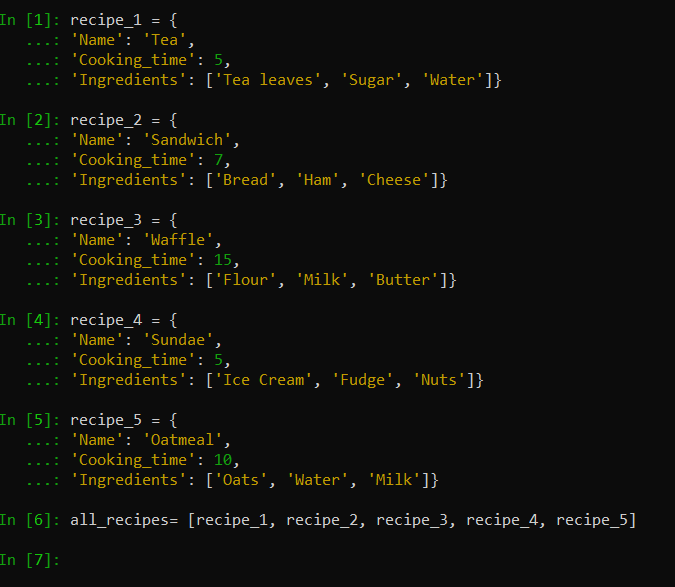 In [1]: recipe_1 = {
   ...: 'Name': 'Tea',
   ...: 'Cooking_time': 5,
   ...: 'Ingredients': ['Tea leaves', 'Sugar', 'Water']}
In [2]: recipe_2 = {
   ...: 'Name': 'Sandwich',
   ...: 'Cooking_time': 7,
   ...: 'Ingredients': ['Bread', 'Ham', 'Cheese']}
In [3]: recipe_3 = {
   ...: 'Name': 'Waffle',
   ...: 'Cooking_time': 15,
   ...: 'Ingredients': ['Flour', 'Milk', 'Butter']}
In [4]: recipe_4 = {
   ...: 'Name': 'Sundae',
   ...: 'Cooking_time': 5,
   ...: 'Ingredients': ['Ice Cream', 'Fudge', 'Nuts']}
In [5]: recipe_5 = {
   ...: 'Name': 'Oatmeal',
   ...: 'Cooking_time': 10,
   ...: 'Ingredients': ['Oats', 'Water', 'Milk']}
In [6]: all_recipes= [recipe_1, recipe_2, recipe_3, recipe_4, recipe_5]
In [7]: